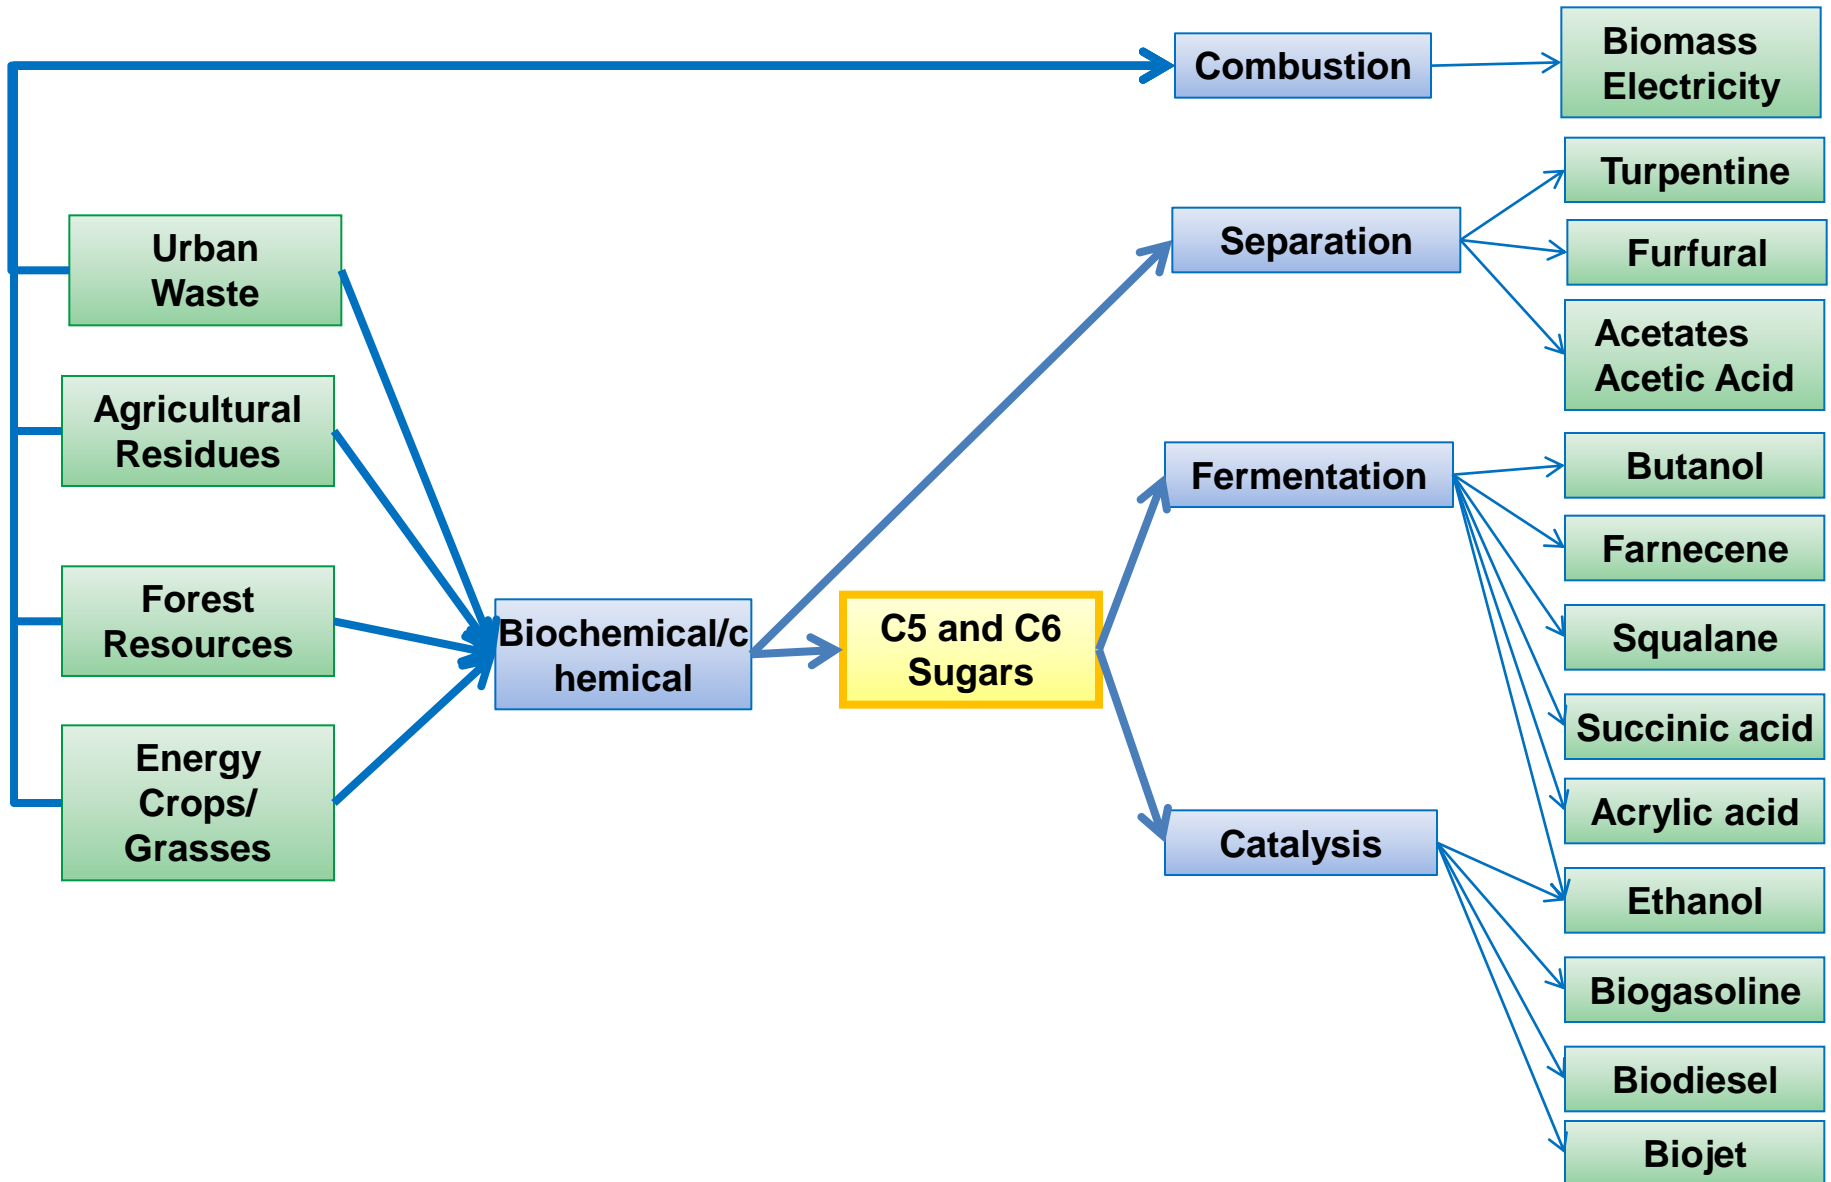 Combustion
Biomass
Electricity
Turpentine
Urban
Waste
Separation
Furfural
Acetates
Acetic Acid
Agricultural
Residues
Fermentation
Butanol
Farnecene
Forest
Resources
Biochemical/c
hemical
C5 and C6
Sugars
Squalane
Succinic acid
Energy
Crops/
Grasses
Acrylic acid
Catalysis
Ethanol
Biogasoline
Biodiesel
Biojet